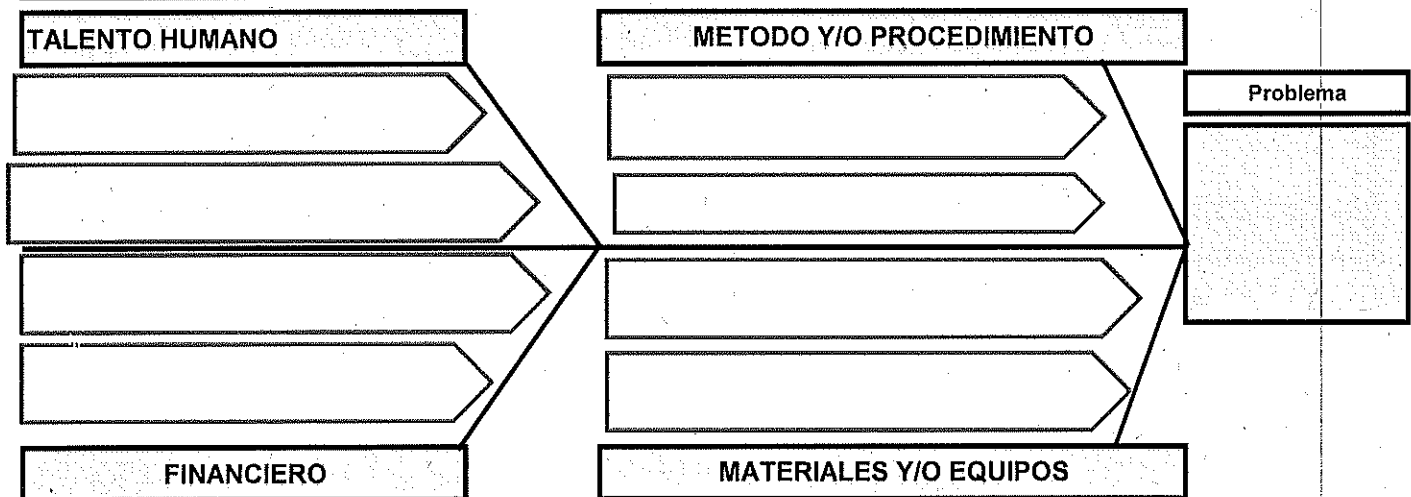 TALENTO HUMANO
METODO Y/O PROCEDIMIENTO
Problema
FINANCIERO
MATERIALES Y/O EQUIPOS